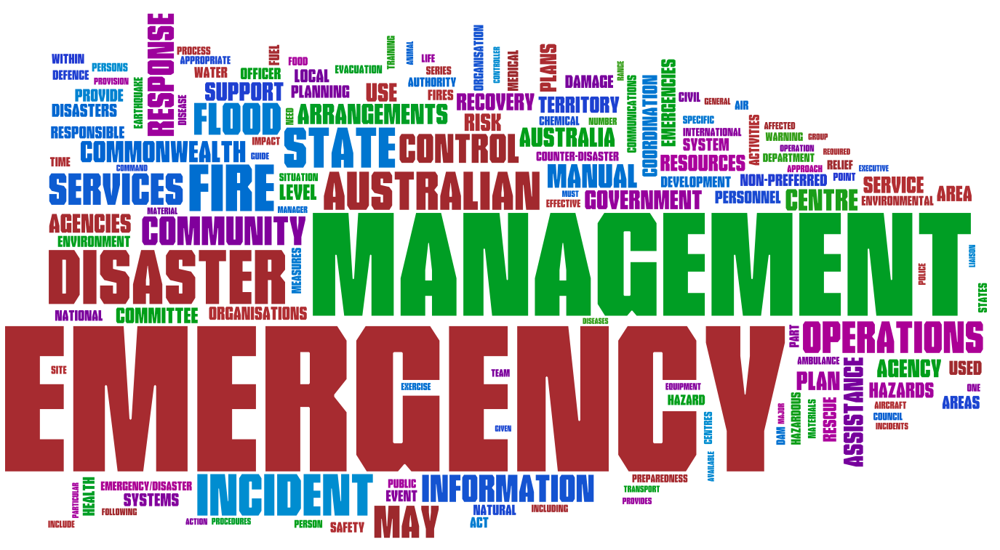 RESPONSE
WITHIN
PERSONS
DEFENCE
PROVISION
PROVIDE
DISASTERS
EARTHQUAKE
DISEASE
RESPONSIBLE
PROCESS
APPROPRIATE
WATER
FUEL
FOOD
OFFICER
LOCAL
SUPPORT
PLANNING
EVACUATION
TRAINING
ANIMAL
LIFE
SERIES
AUTHORITY
USE
FIRES
ORGANISATION
CONTROLLER
MEDICAL
PLANS
DAMAGE
RANGE
FLOOD
NEED
ARRANGEMENTS
RECOVERY
TERRITORY
RISK
CHEMICAL
NUMBER
COMMUNICATIONS
COORDINATION
EMERGENCIES
CIVIL
GENERAL
AIR
SPECIFIC
INTERNATIONAL
SYSTEM
ACTIVITIES
AFFECTED
WARNING
GROUP
OPERATION
DEPARTMENT
REQUIRED
APPROACH
RELIEF
EXECUTIVE
TIME
COMMONWEALTH
IMPACT
GUIDE
COMMAND
STATE
CONTROL
AUSTRALIA
COUNTER-DISASTER
RESOURCES
SERVICES
FIRE
SITUATION
LEVEL
AUSTRALIAN
MANUAL
MUST
EFFECTIVE
GOVERNMENT
DEVELOPMENT
NON-PREFERRED
POINT
PERSONNEL
CENTRE
SERVICE
ENVIRONMENTAL
AREA
MATERIAL
MANAGER
AGENCIES
ENVIRONMENT
COMMUNITY
MANAGEMENT
DISASTER
MEASURES
POLICE
LIAISON
STATES
NATIONAL
COMMITTEE
ORGANISATIONS
DISEASES
EMERGENCY
SITE
EXERCISE
TEAM
GIVEN
EQUIPMENT
HAZARD
PART
OPERATIONS
AMBULANCE
PLAN
ASSISTANCE
AGENCY
USED
HAZARDS
ONE
AREAS
AIRCRAFT
COUNCIL
INCIDENTS
CENTRES
DAM
MAJOR
HAZARDOUS
MATERIALS
RESCUE
AVAILABLE
PARTICULAR
HEALTH
EMERGENCY/DISASTER
SYSTEMS
FOLLOWING
INCLUDE
INCIDENT
ACTION
PROCEDURES
PERSON
SAFETY
PUBLIC
EVENT
MAY
INFORMATION
NATURAL
INCLUDING
ACT
PREPAREDNESS
TRANSPORT
PROVIDES